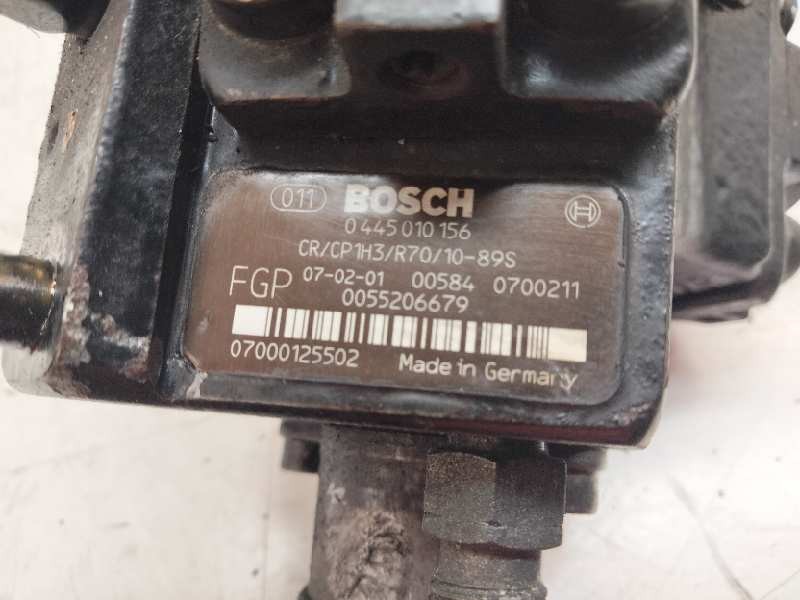 011 BOSCH
0 445 010 156
CR/CP1H3/R70/10-89S
FGP 07-02-01 00584 0700211
0055206679
07000125502 Made in Germany